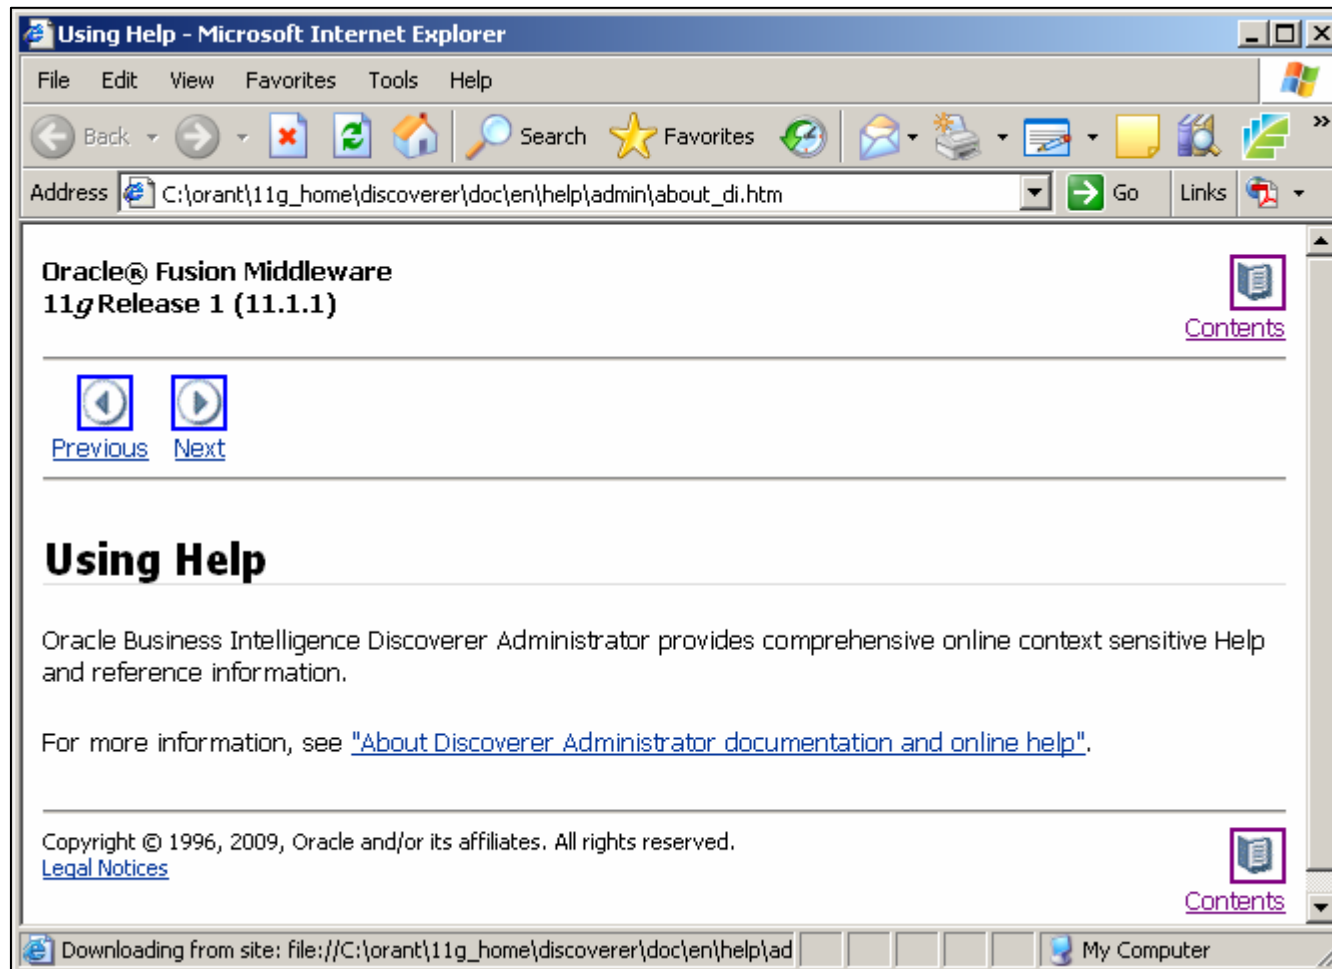 Using Help - Microsoft Internet Explorer
File Edit View Favorites Tools Help
Back Search Favorites »
Address C:\orant\11g_home\discoverer\doc\en\help\admin\about_di.htm Go Links
Oracle® Fusion Middleware
11g Release 1 (11.1.1)
Contents
Previous Next
Using Help
Oracle Business Intelligence Discoverer Administrator provides comprehensive online context sensitive Help
and reference information.
For more information, see "About Discoverer Administrator documentation and online help".
Copyright © 1996, 2009, Oracle and/or its affiliates. All rights reserved.
Legal Notices
Contents
Downloading from site: file://C:\orant\11g_home\discoverer\doc\en\help\ad My Computer